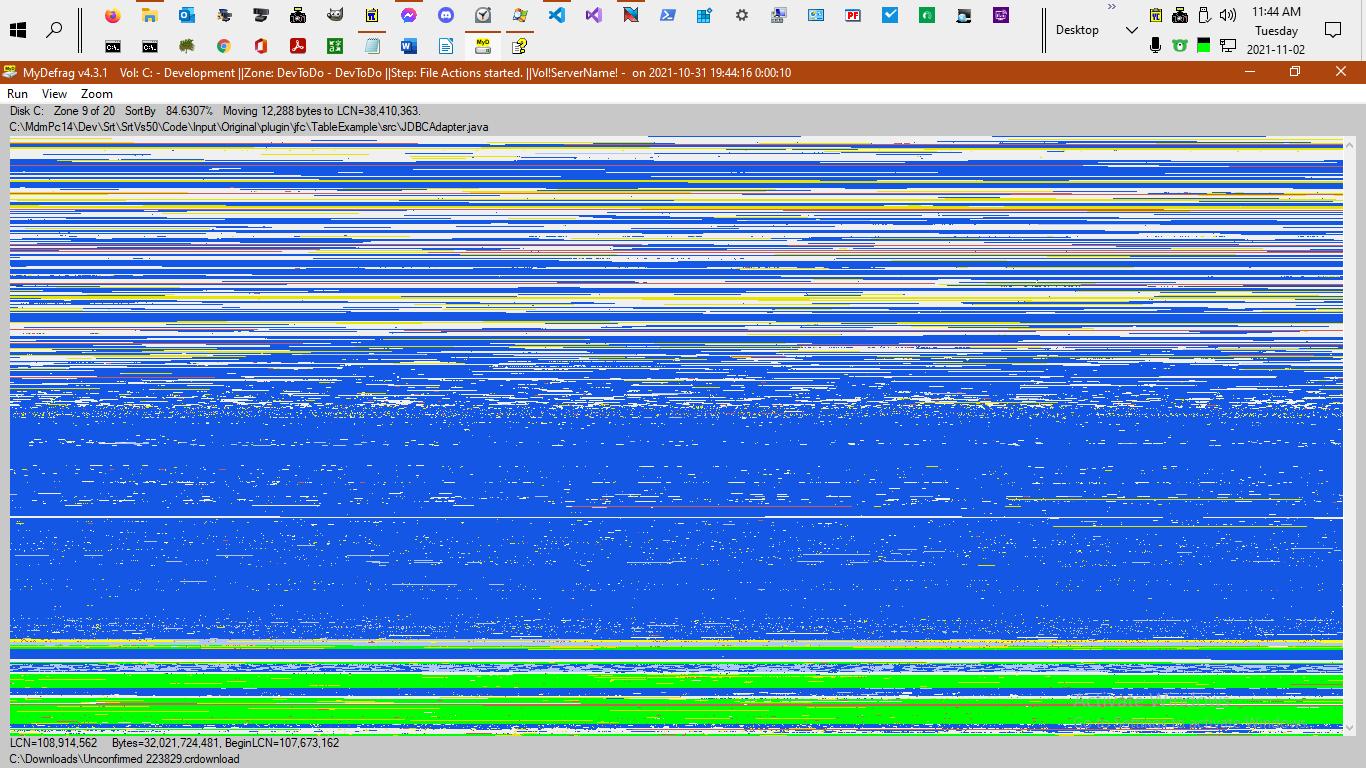 11:44 AM
Desktop
Tuesday
2021-11-02
MyDefrag v4.3.1 Vol: C: - Development ||Zone: DevToDo - DevToDo ||Step: File Actions started. ||Vol!ServerName! - on 2021-10-31 19:44:16 0:00:10
Run View Zoom
Disk C: Zone 9 of 20 SortBy 84.6307% Moving 12,288 bytes to LCN=38,410,363.
C:\MdmPc14\Dev\Srt\SrtVs50\Code\Input\Original\plugin\jfc\TableExample\src\JDBCAdapter.java
Activate Windows
LCN=108,914,562 Bytes=32,021,724,481, BeginLCN=107,673,162
C:\Downloads\Unconfirmed 223829.crdownload